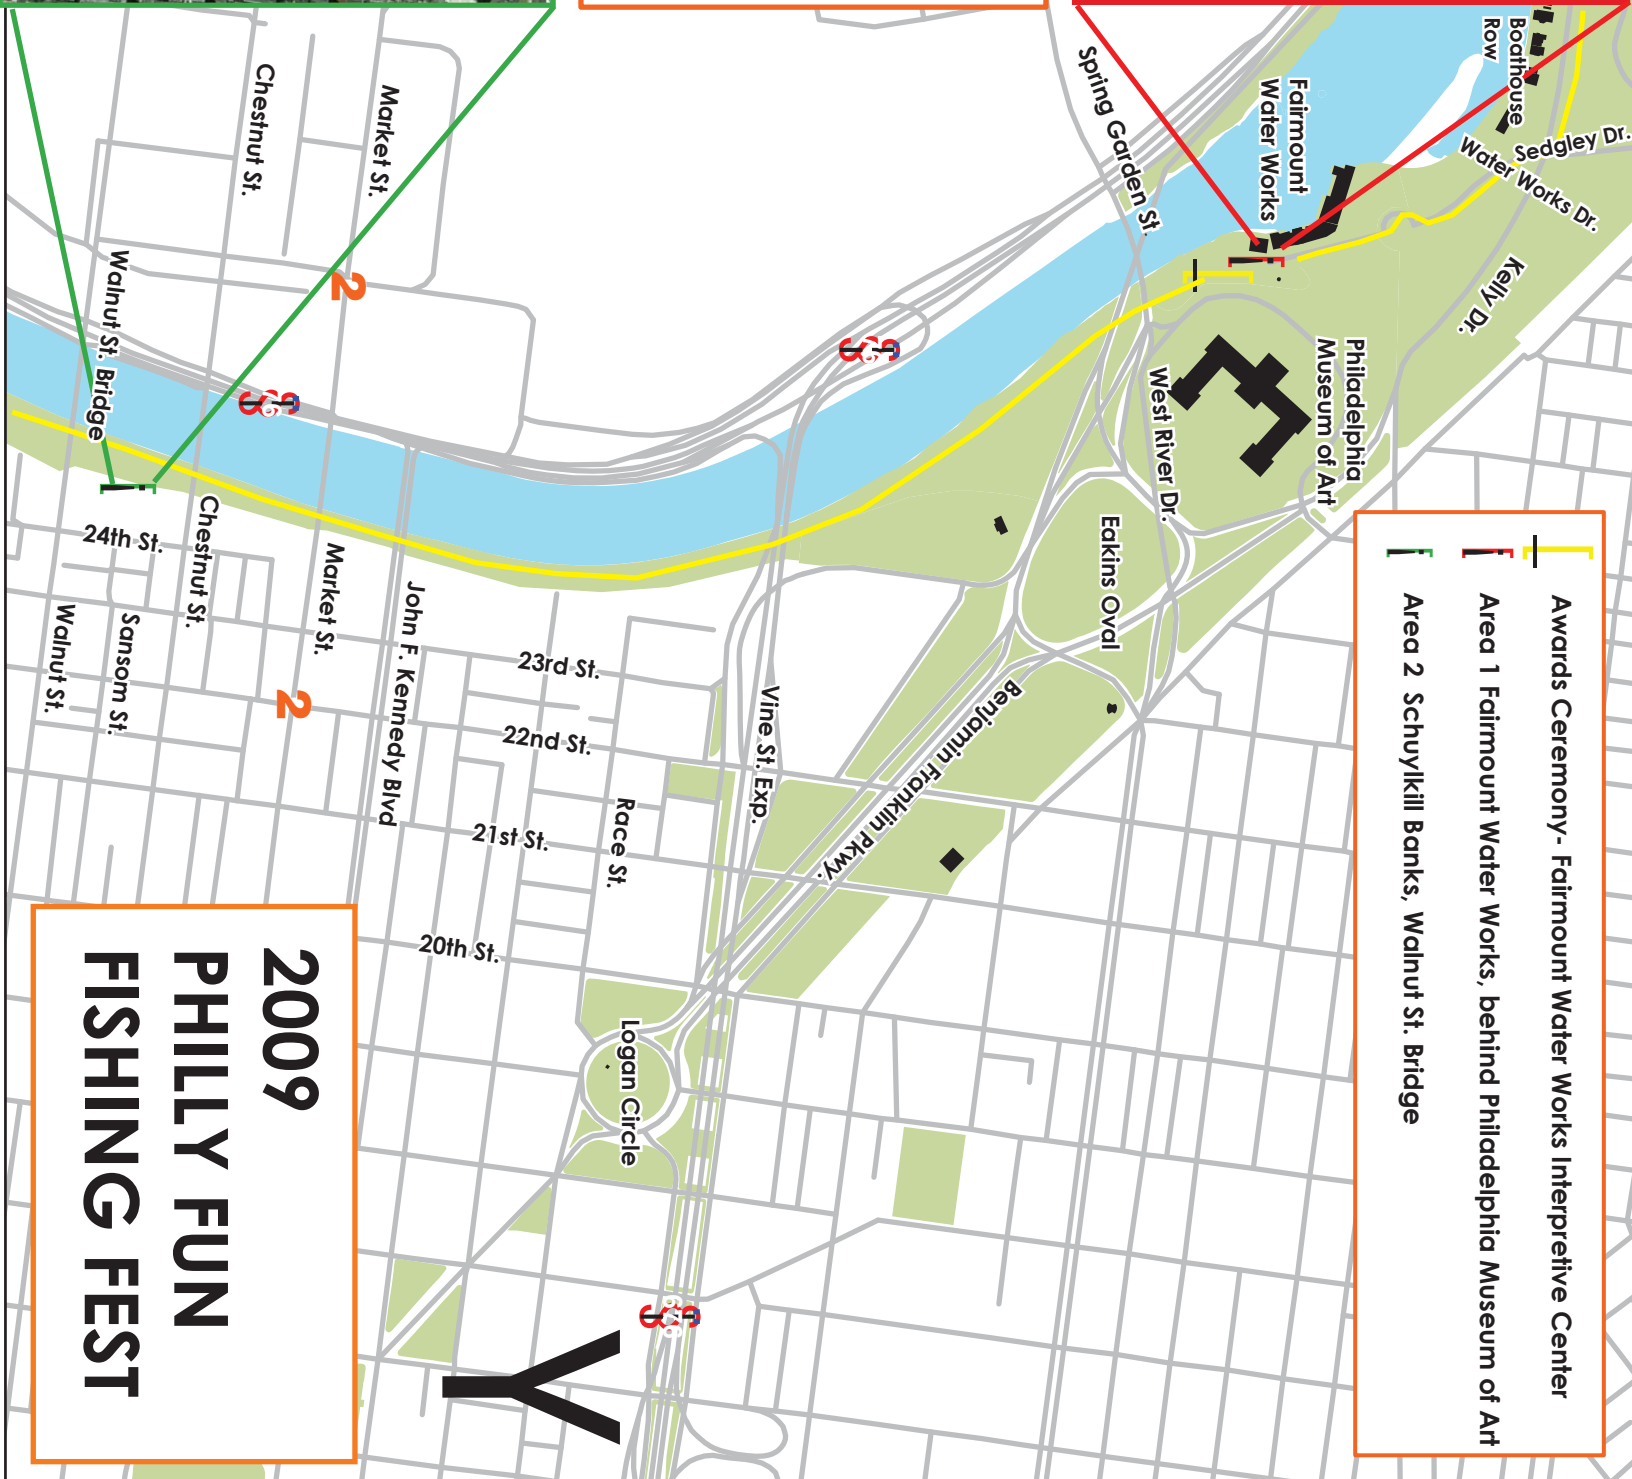 2009
PHILLY FUN
FISHING FEST
Awards Ceremony- Fairmount Water Works Interpretive Center
Area 1 Fairmount Water Works, behind Philadelphia Museum of Art
Area 2 Schuylkill Banks, Walnut St. Bridge
Boathouse
Row
Sedgley Dr.
Water Works Dr.
Kelly Dr.
Fairmount
Water Works
Spring Garden St.
Philadelphia
Museum of Art
West River Dr.
Eakins Oval
Benjamin Franklin Pkwy.
Vine St. Exp.
Logan Circle
Race St.
John F. Kennedy Blvd
Market St.
Market St.
Chestnut St.
Chestnut St.
Walnut St. Bridge
Walnut St.
Sansom St.
24th St.
23rd St.
22nd St.
21st St.
20th St.
2
2
76
76
676
Y